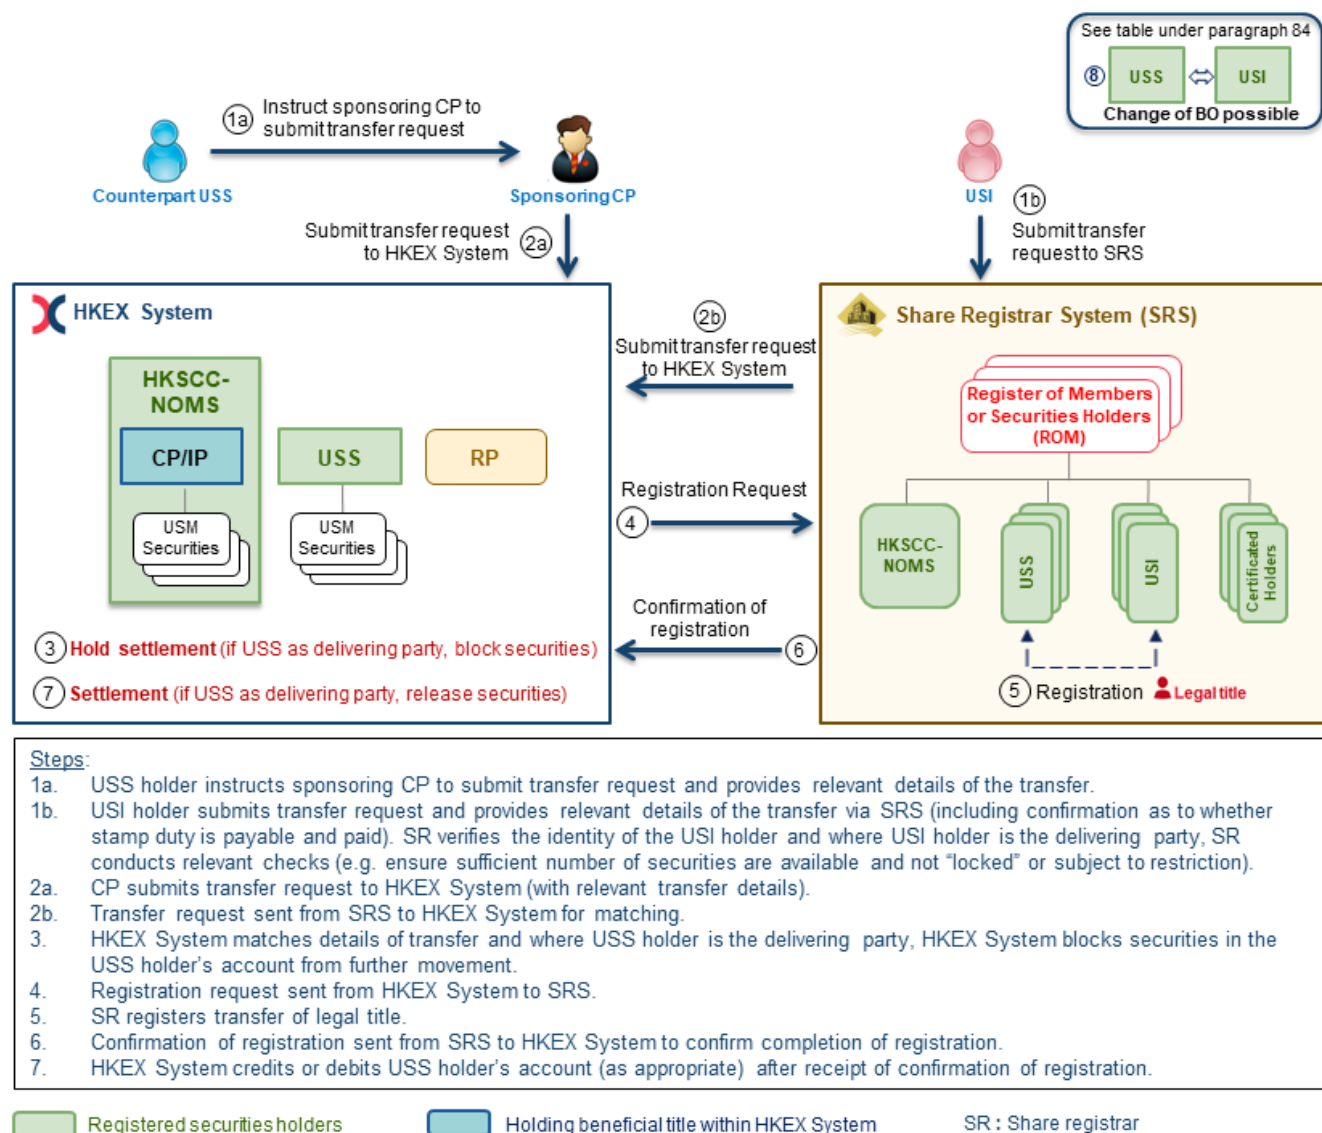 See table under paragraph 84
8 USS ⇔ USI
Change of BO possible
1a Instruct sponsoring CP to
submit transfer request
Counterpart USS
Sponsoring CP
USI
1b
Submit transfer
request to SRS
Submit transfer request
to HKEX System
2a
HKEX System
HKSCC-
NOMS
CP/IP
USS
RP
USM
Securities
USM
Securities
3 Hold settlement (if USS as delivering party, block securities)
7 Settlement (if USS as delivering party, release securities)
2b
Submit transfer request
to HKEX System
Registration Request
4
Confirmation of
registration
6
Share Registrar System (SRS)
Register of Members
or Securities Holders
(ROM)
HKSCC-
NOMS
USS
USI
Certificated
Holders
5 Registration Legal title
Steps:
1a. USS holder instructs sponsoring CP to submit transfer request and provides relevant details of the transfer.
1b. USI holder submits transfer request and provides relevant details of the transfer via SRS (including confirmation as to whether
stamp duty is payable and paid). SR verifies the identity of the USI holder and where USI holder is the delivering party, SR
conducts relevant checks (e.g. ensure sufficient number of securities are available and not “locked” or subject to restriction).
2a. CP submits transfer request to HKEX System (with relevant transfer details).
2b. Transfer request sent from SRS to HKEX System for matching.
3. HKEX System matches details of transfer and where USS holder is the delivering party, HKEX System blocks securities in the
USS holder’s account from further movement.
4. Registration request sent from HKEX System to SRS.
5. SR registers transfer of legal title.
6. Confirmation of registration sent from SRS to HKEX System to confirm completion of registration.
7. HKEX System credits or debits USS holder’s account (as appropriate) after receipt of confirmation of registration.
Registered securities holders
Holding beneficial title within HKEX System
SR : Share registrar